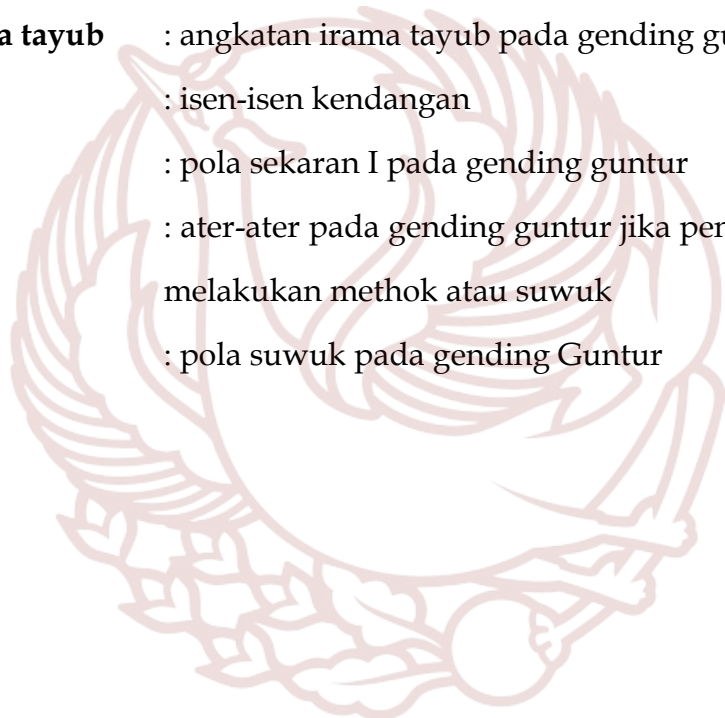 a tayub : angkatan irama tayub pada gending gu
: isen-isen kendangan
: pola sekaran I pada gending guntur
: ater-ater pada gending guntur jika per
melakukan methok atau suwuk
: pola suwuk pada gending Guntur